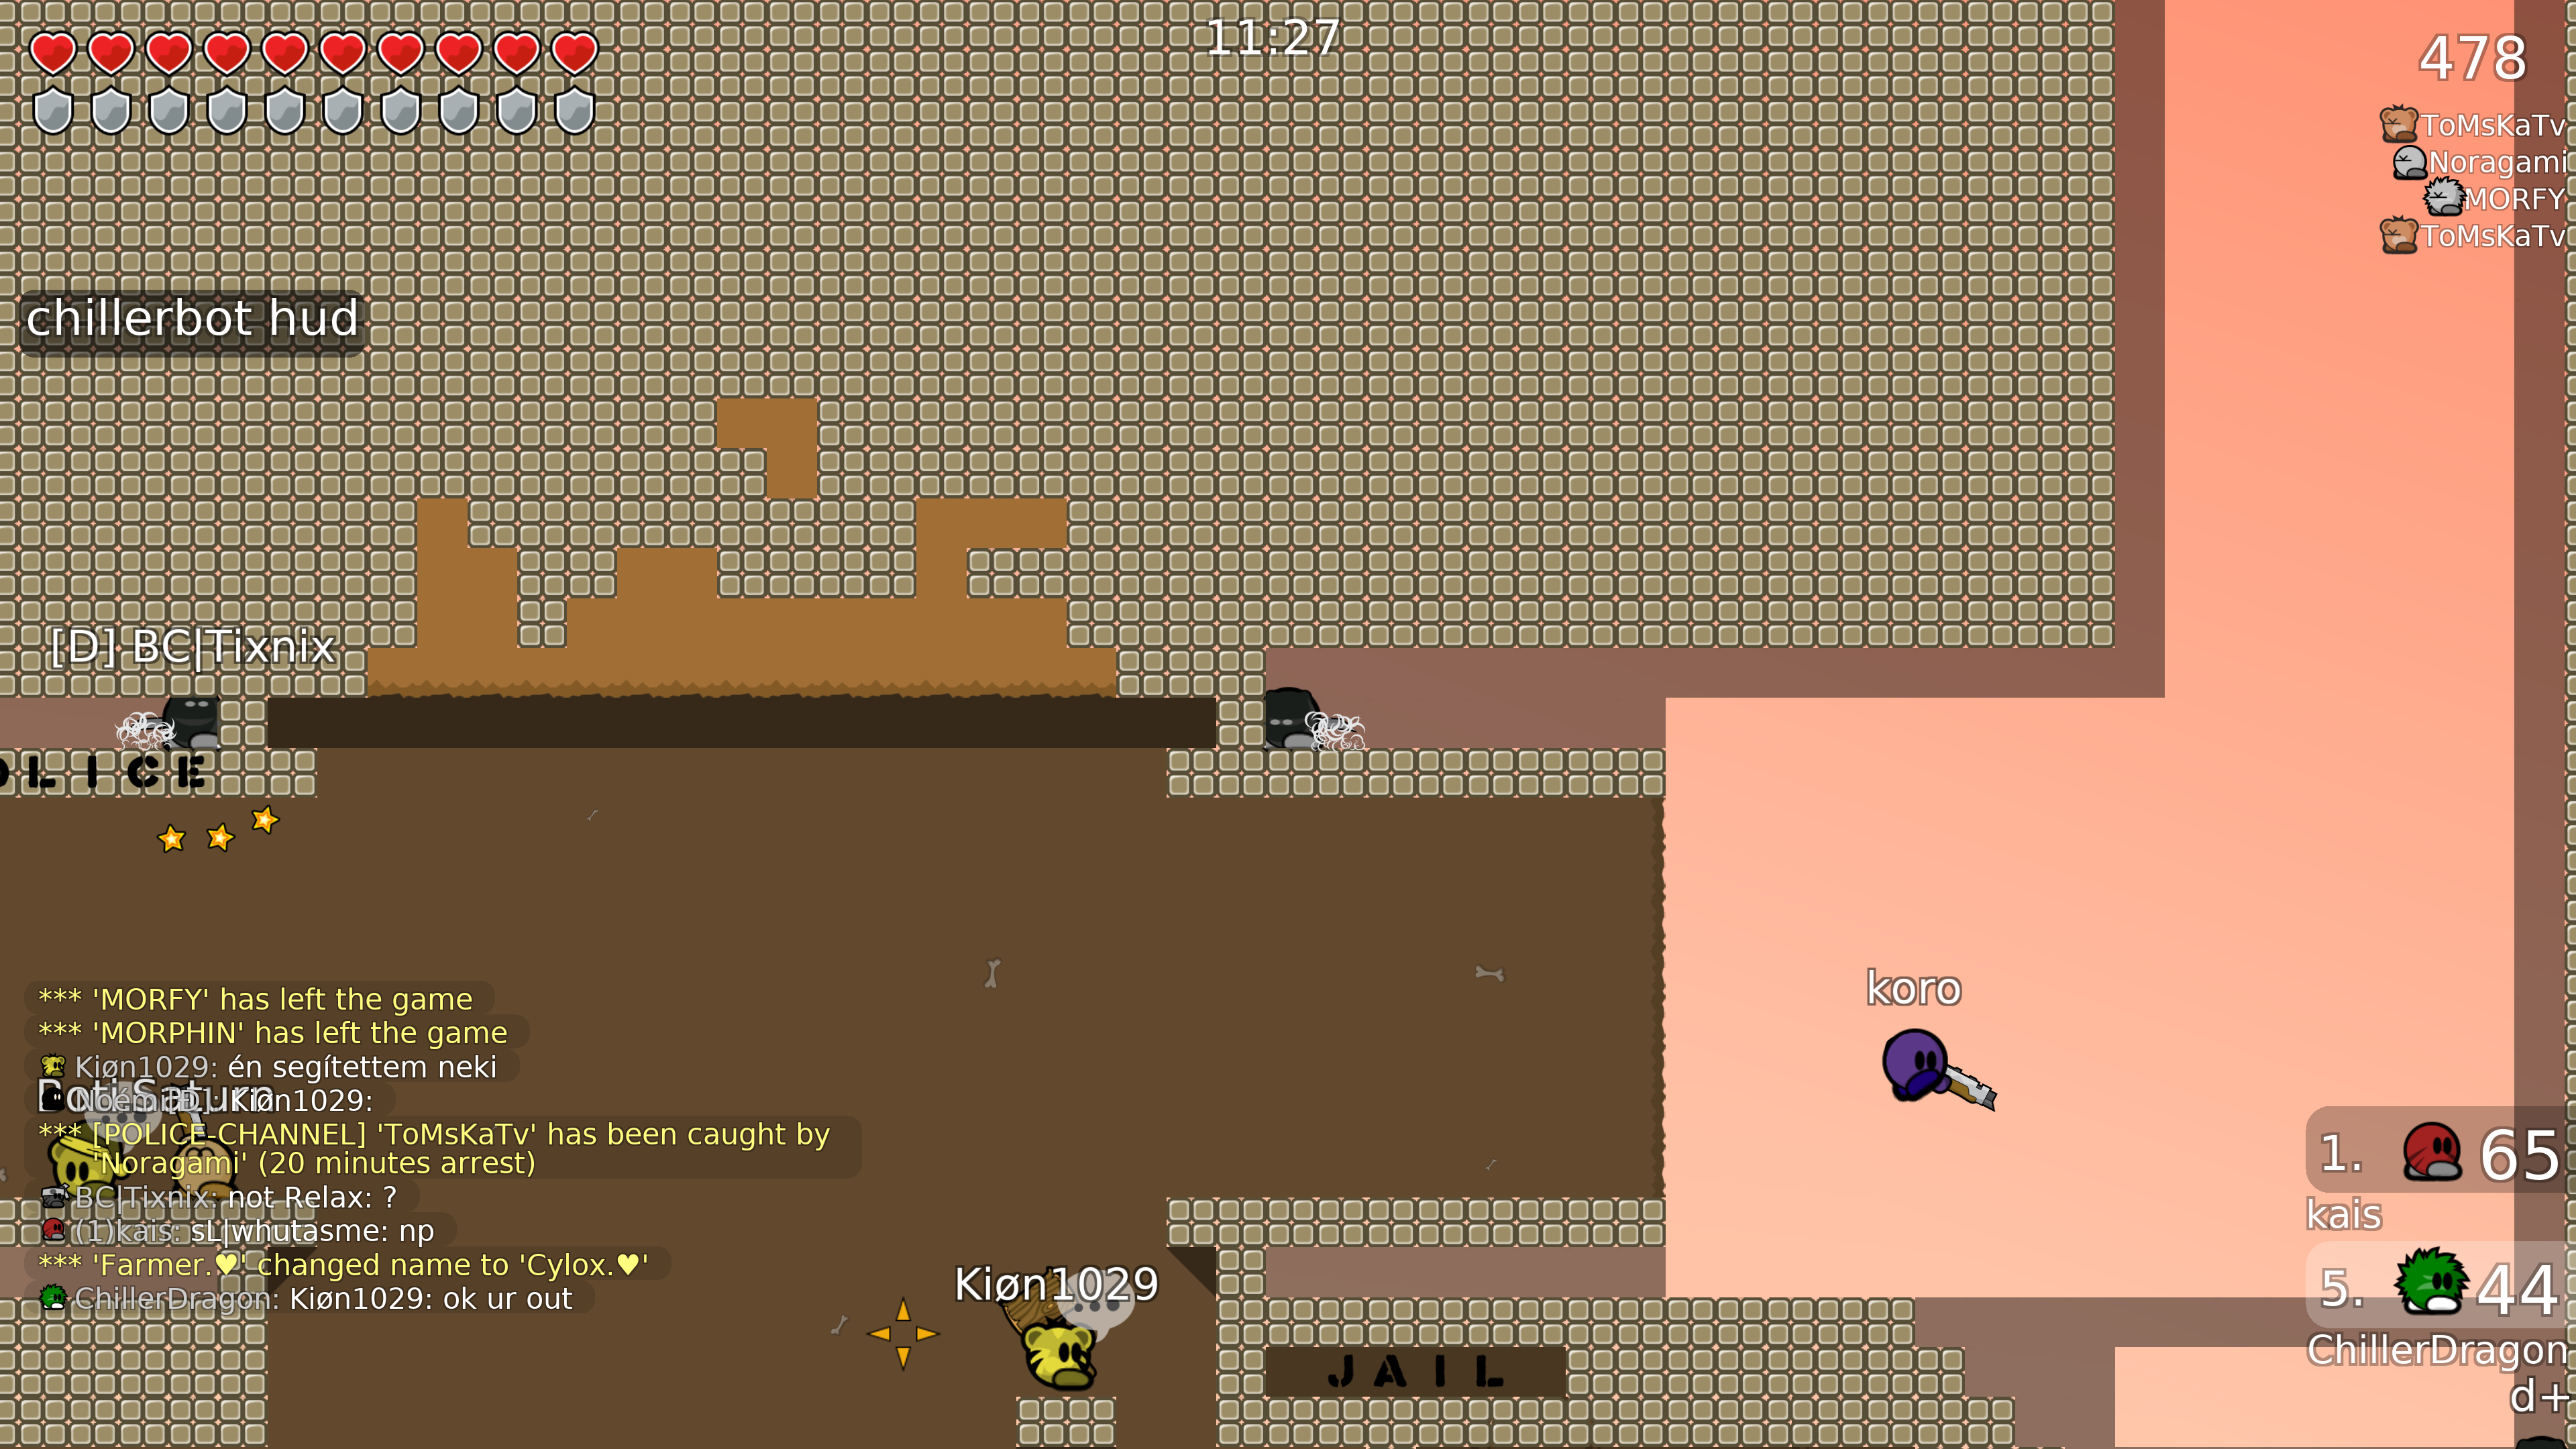 11:27
478
ToMsKaTv
Noragami
MORFY
ToMsKaTv
chillerbot hud
[D] BC|Tixnix
OLICE
koro
*** 'MORFY' has left the game
*** 'MORPHIN' has left the game
Kiøn1029: én segítettem neki
Kiøn1029:
*** [POLICE-CHANNEL] 'ToMsKaTv' has been caught by
'Noragami' (20 minutes arrest)
BC|Tixnix: not Relax: ?
(1)kais: sL|whutasme: np
*** 'Farmer.♥' changed name to 'Cylox.♥'
ChillerDragon: Kiøn1029: ok ur out
Kiøn1029
JAIL
1. 65
kais
5. 44
ChillerDragon
d+